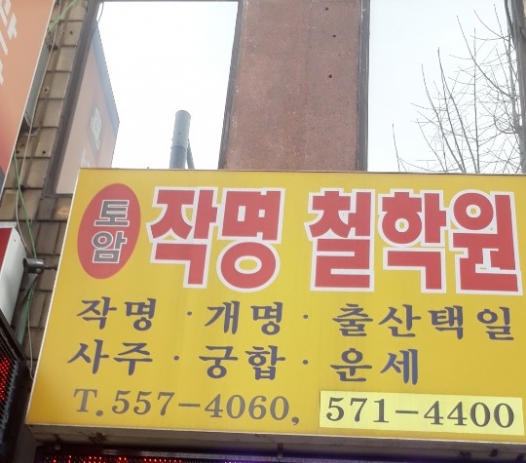 토암 작명 철학원
작명 · 개명 · 출산택일
사주 · 궁합 · 운세
T. 557-4060, 571-4400